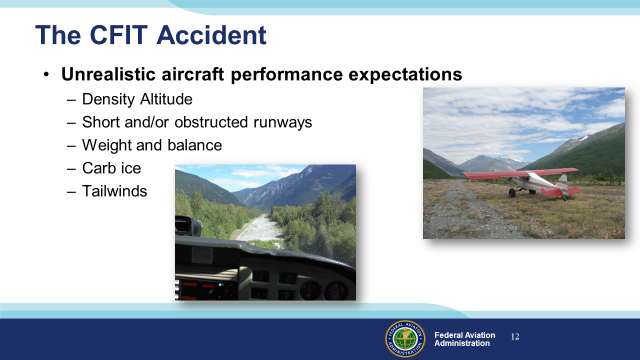 The CFIT Accident
• Unrealistic aircraft performance expectations
– Density Altitude
– Short and/or obstructed runways
– Weight and balance
– Carb ice
– Tailwinds
Federal Aviation
Administration
12